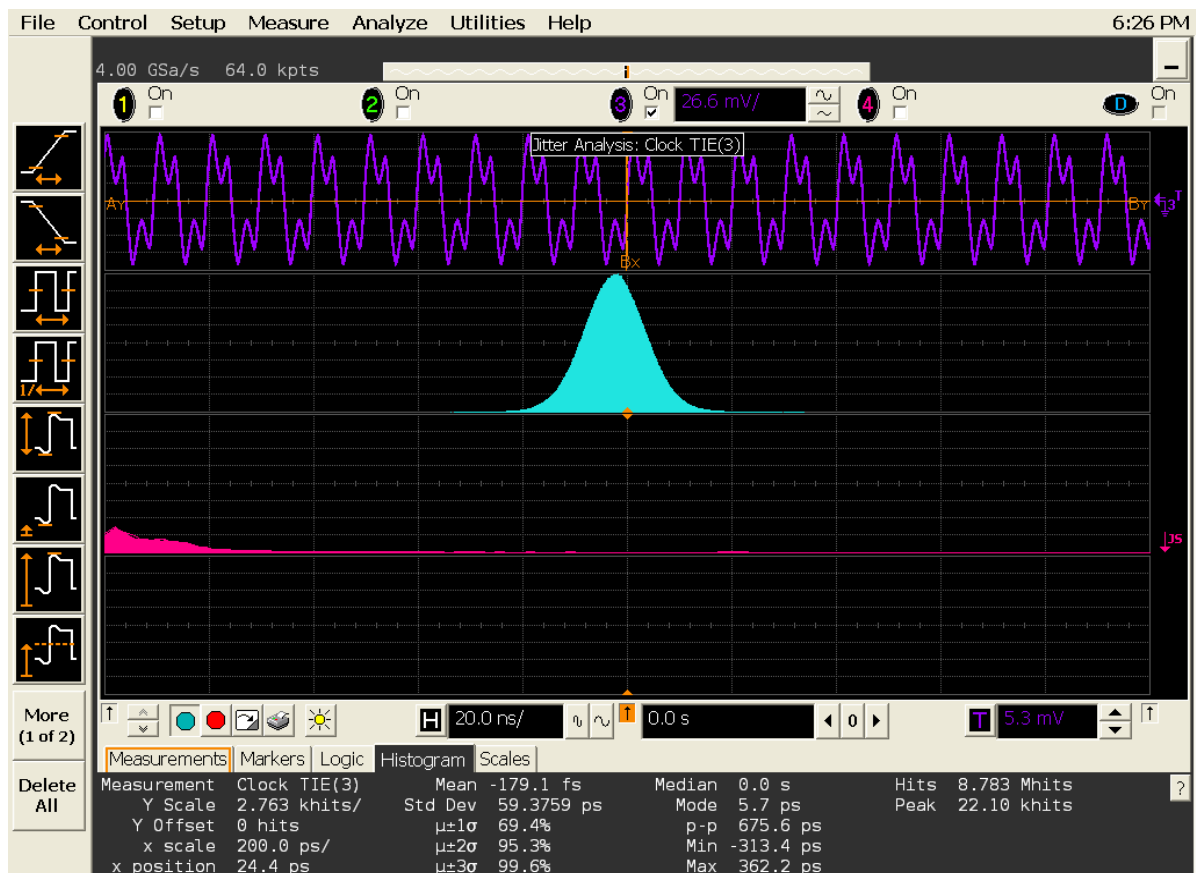 File Control Setup Measure Analyze Utilities Help 6:26 PM
4.00 GSa/s 64.0 kpts
1 On 2 On 3 On 26.6 mV/ 4 On D On
Jitter Analysis: Clock TIE(3)
AY BY 3 T
BX
1/
JS
More
(1 of 2)
Delete
All
H 20.0 ns/ 0.0 s 0 T 5.3 mV
Measurements Markers Logic Histogram Scales
Measurement Clock TIE(3) Mean -179.1 fs Median 0.0 s Hits 8.783 Mhits ?
Y Scale 2.763 khits/ Std Dev 59.3759 ps Mode 5.7 ps Peak 22.10 khits
Y Offset 0 hits µ±1σ 69.4% p-p 675.6 ps
x scale 200.0 ps/ µ±2σ 95.3% Min -313.4 ps
x position 24.4 ps µ±3σ 99.6% Max 362.2 ps